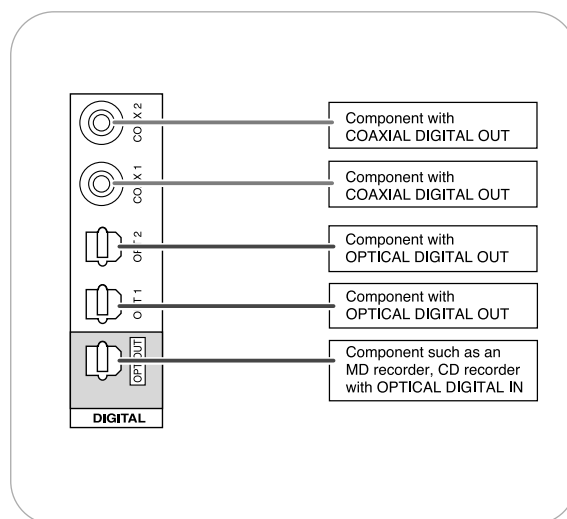 COAX 2
Component with
COAXIAL DIGITAL OUT
COAX 1
Component with
COAXIAL DIGITAL OUT
OPT 2
Component with
OPTICAL DIGITAL OUT
OPT 1
Component with
OPTICAL DIGITAL OUT
OPT OUT
Component such as an
MD recorder, CD recorder
with OPTICAL DIGITAL IN
DIGITAL